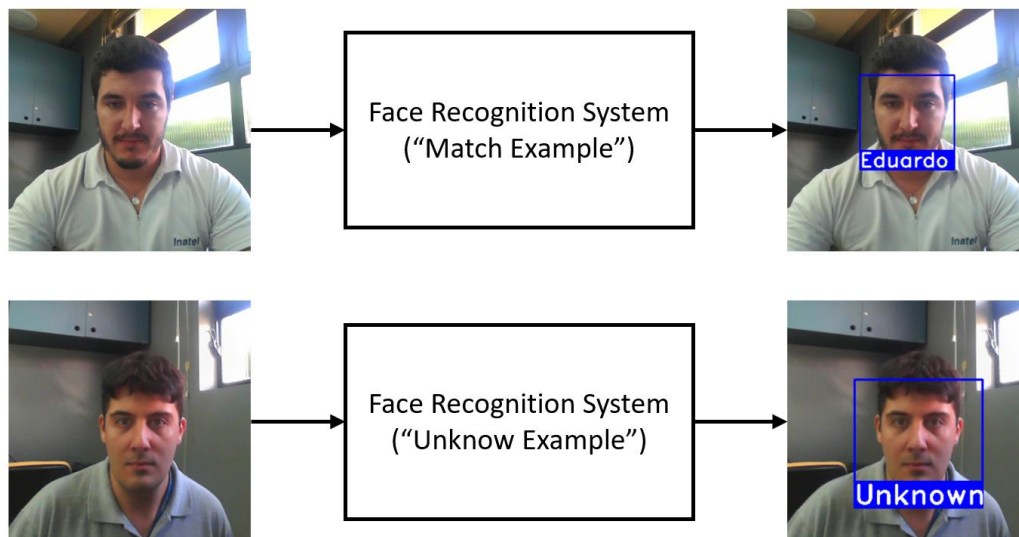 Face Recognition System
(“Match Example”)
Inatel
Eduardo
Inatel
Face Recognition System
(“Unknow Example”)
Unknown